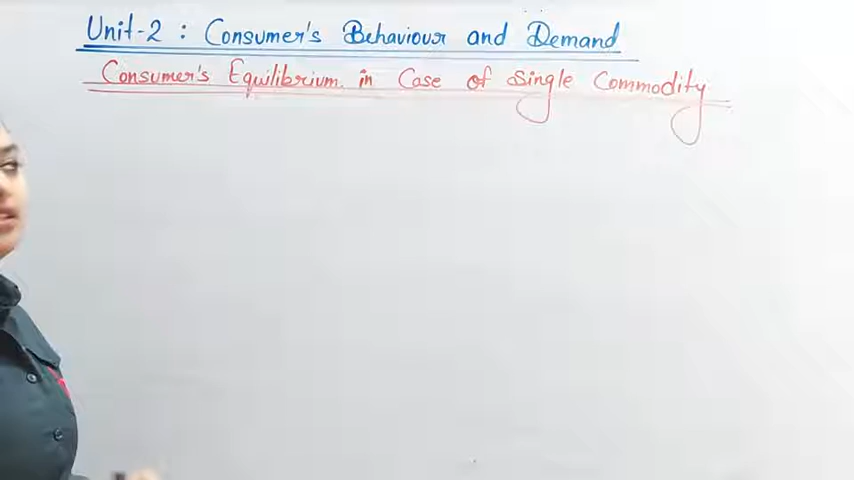 Unit-2 : Consumer's Behaviour and Demand
Consumer's Equilibrium in Case of Single Commodity